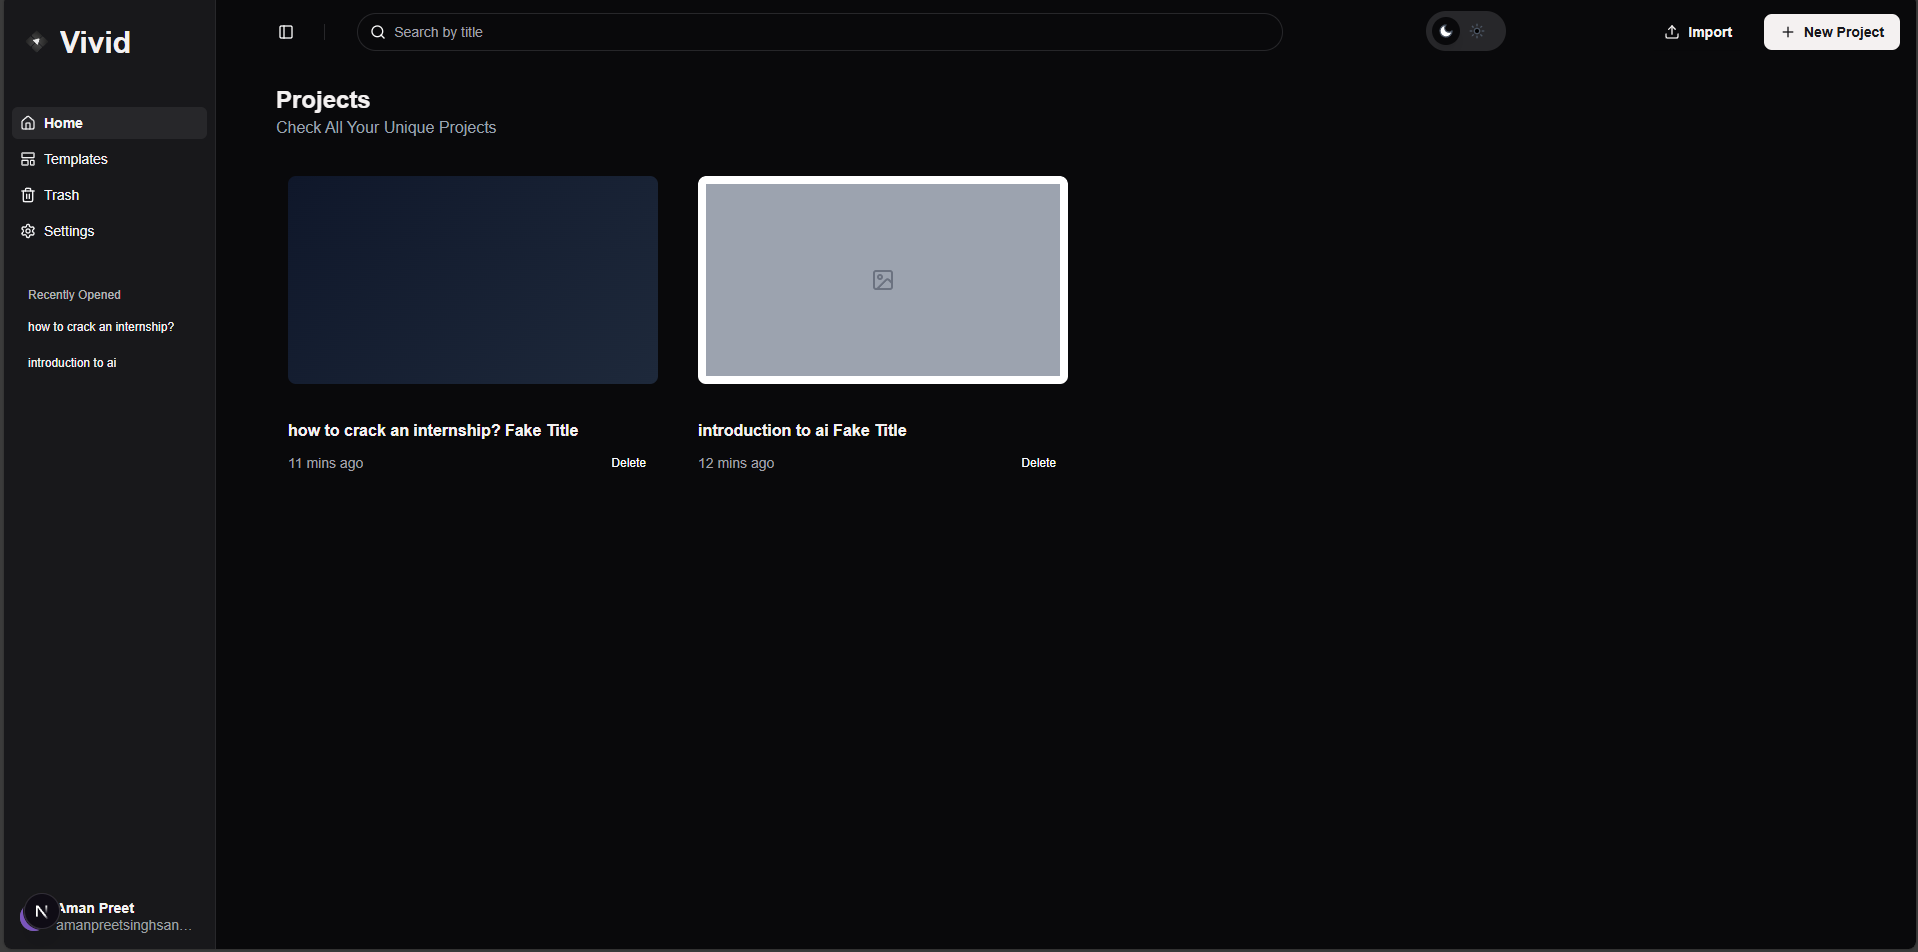 Vivid
Search by title
Import
New Project
Home
Templates
Trash
Settings
Recently Opened
how to crack an internship?
introduction to ai
Projects
Check All Your Unique Projects
how to crack an internship? Fake Title
11 mins ago
Delete
introduction to ai Fake Title
12 mins ago
Delete
N
Aman Preet
amanpreetsinghsan...